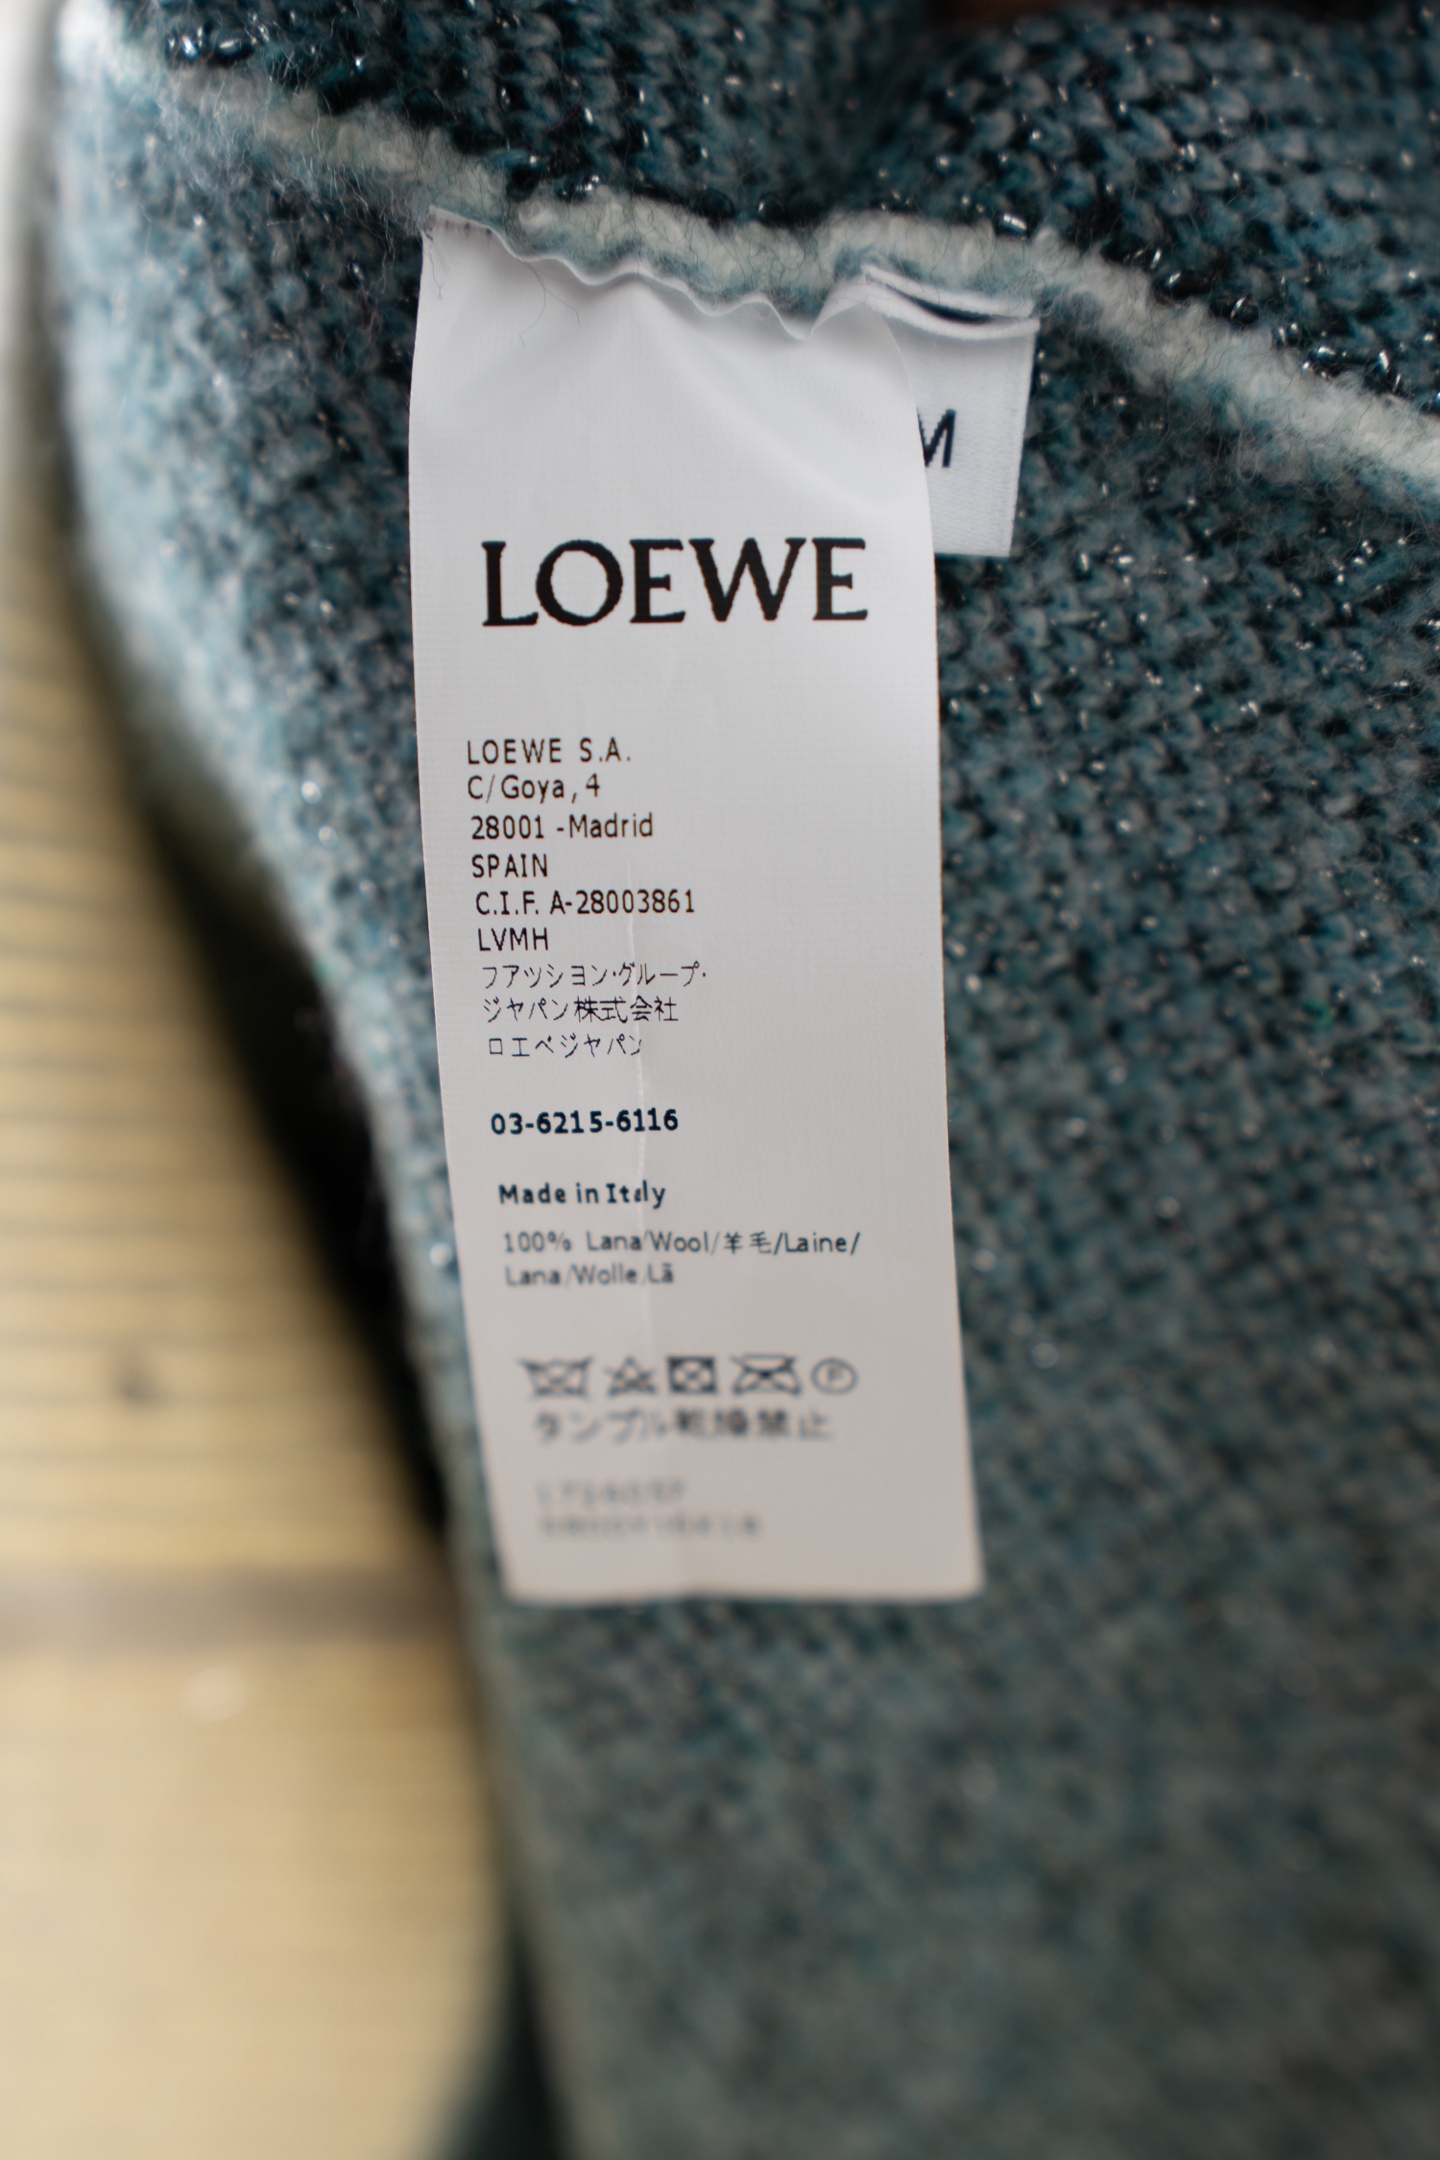 M
LOEWE
LOEWE S.A.
C/Goya, 4
28001 -Madrid
SPAIN
C.I.F. A-28003861
LVMH
ファッション・グループ・
ジャパン株式会社
ロエベジャパン
03-6215-6116
Made in Italy
100% Lana/Wool/羊毛/Laine/
Lana/Wolle/Lã
P
タンブル乾燥禁止